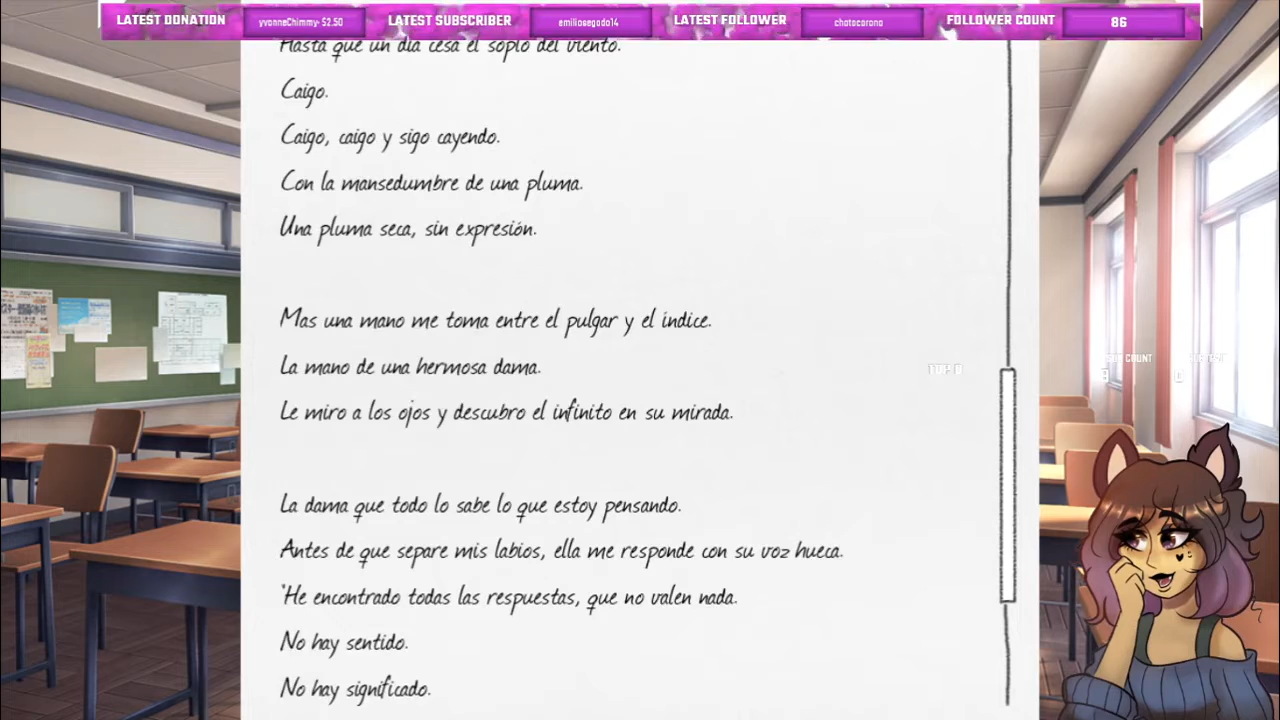 LATEST DONATION yvonneChimmy- $2.50 LATEST SUBSCRIBER emiliosegado14 LATEST FOLLOWER chotocorona FOLLOWER COUNT 86
Hasta que un día cesa el soplo del viento.
Caigo.
Caigo, caigo y sigo cayendo.
Con la mansedumbre de una pluma.
Una pluma seca, sin expresión.
Mas una mano me toma entre el pulgar y el índice.
La mano de una hermosa dama.
Le miro a los ojos y descubro el infinito en su mirada.
La dama que todo lo sabe lo que estoy pensando.
Antes de que separe mis labios, ella me responde con su voz hueca.
"He encontrado todas las respuestas, que no valen nada.
No hay sentido.
No hay significado.